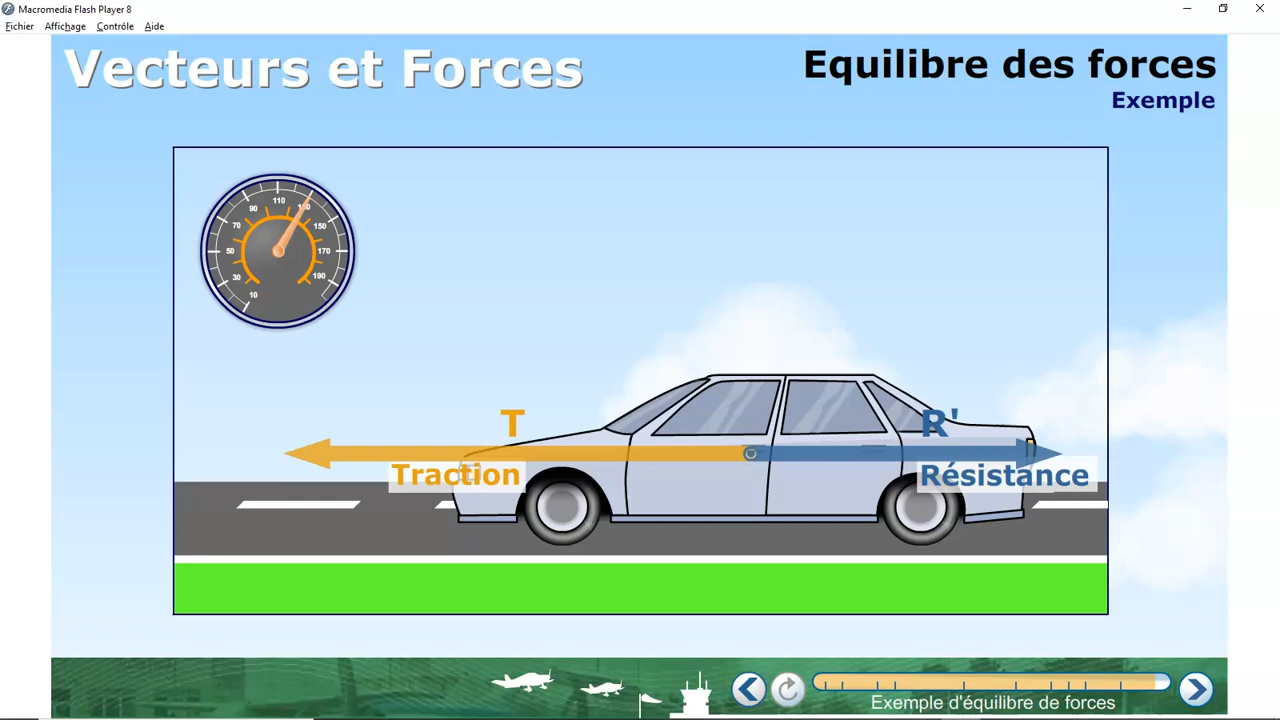 Macromedia Flash Player 8
Fichier Affichage Contrôle Aide
Vecteurs et Forces
Equilibre des forces
Exemple
110
90
70
150
50
170
30
190
10
T
R'
Traction
Résistance
Exemple d'équilibre de forces